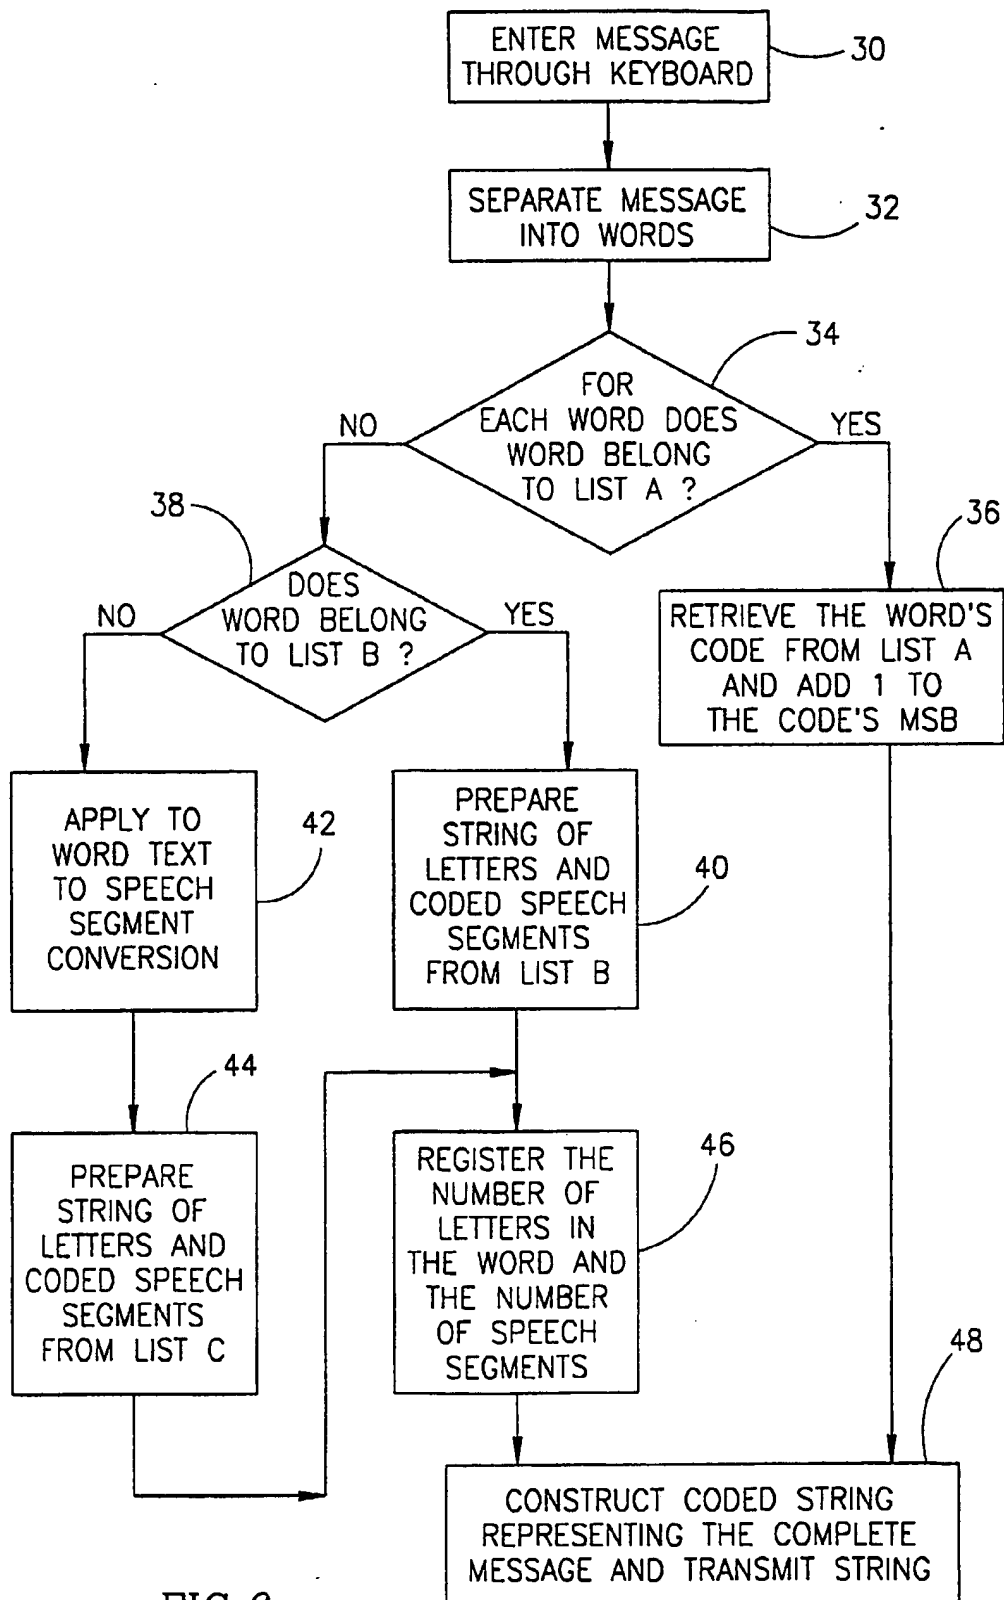 ENTER MESSAGE
THROUGH KEYBOARD
30
SEPARATE MESSAGE
INTO WORDS
32
34
FOR
EACH WORD DOES
WORD BELONG
TO LIST A ?
NO
YES
38
36
DOES
WORD BELONG
TO LIST B ?
NO
YES
RETRIEVE THE WORD'S
CODE FROM LIST A
AND ADD 1 TO
THE CODE'S MSB
APPLY TO
WORD TEXT
TO SPEECH
SEGMENT
CONVERSION
42
PREPARE
STRING OF
LETTERS AND
CODED SPEECH
SEGMENTS
FROM LIST B
40
44
PREPARE
STRING OF
LETTERS AND
CODED SPEECH
SEGMENTS
FROM LIST C
REGISTER THE
NUMBER OF
LETTERS IN
THE WORD AND
THE NUMBER
OF SPEECH
SEGMENTS
46
48
CONSTRUCT CODED STRING
REPRESENTING THE COMPLETE
MESSAGE AND TRANSMIT STRING
FIG